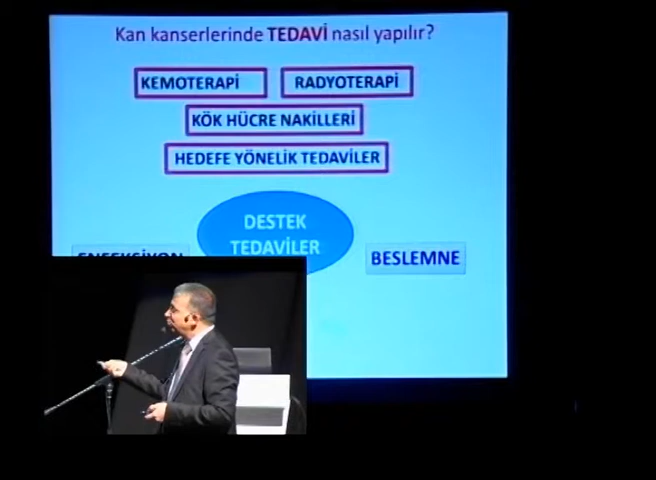 Kan kanserlerinde TEDAVİ nasıl yapılır?
KEMOTERAPİ
RADYOTERAPİ
KÖK HÜCRE NAKİLLERİ
HEDEFE YÖNELİK TEDAVİLER
DESTEK
TEDAVİLER
BESLEMNE